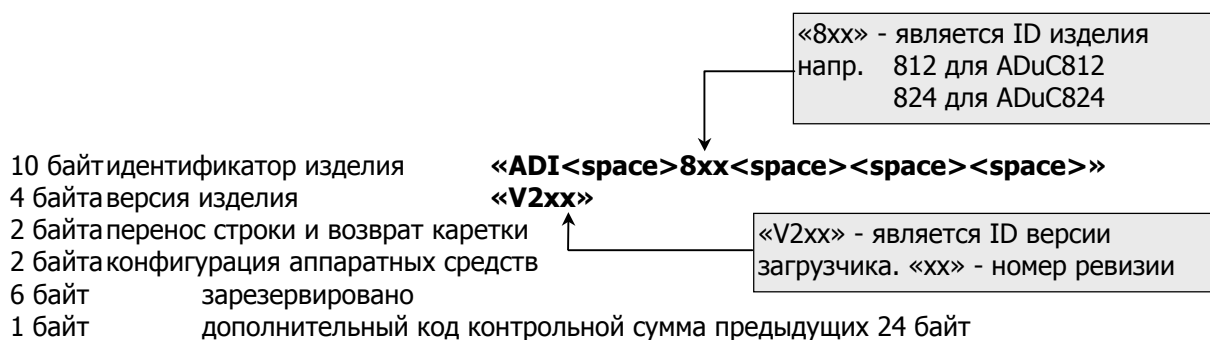 «8xx» - является ID изделия
напр. 812 для ADuC812
824 для ADuC824
10 байт идентификатор изделия «ADI<space>8xx<space><space><space>»
4 байта версия изделия «V2xx»
2 байта перенос строки и возврат каретки
2 байта конфигурация аппаратных средств
6 байт зарезервировано
1 байт дополнительный код контрольной сумма предыдущих 24 байт
«V2xx» - является ID версии
загрузчика. «xx» - номер ревизии